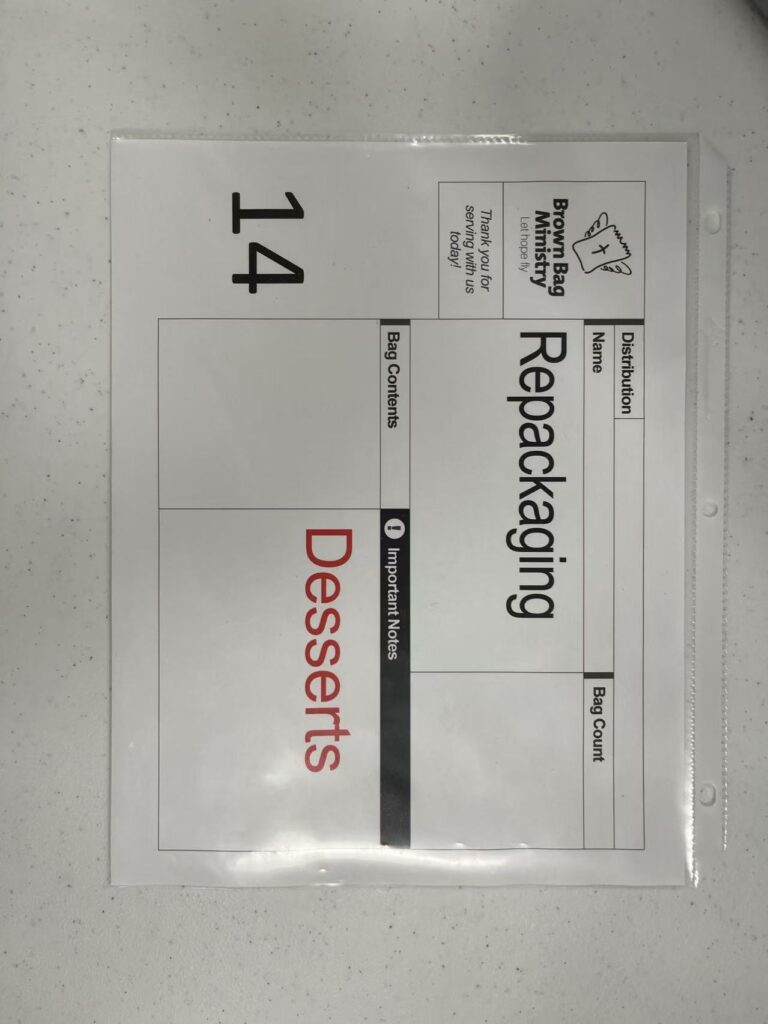 Brown Bag
Ministry
Let hope fly
Thank you for
serving with us
today!
14
Distribution
Name
Repackaging
Bag Count
Bag Contents
! Important Notes
Desserts